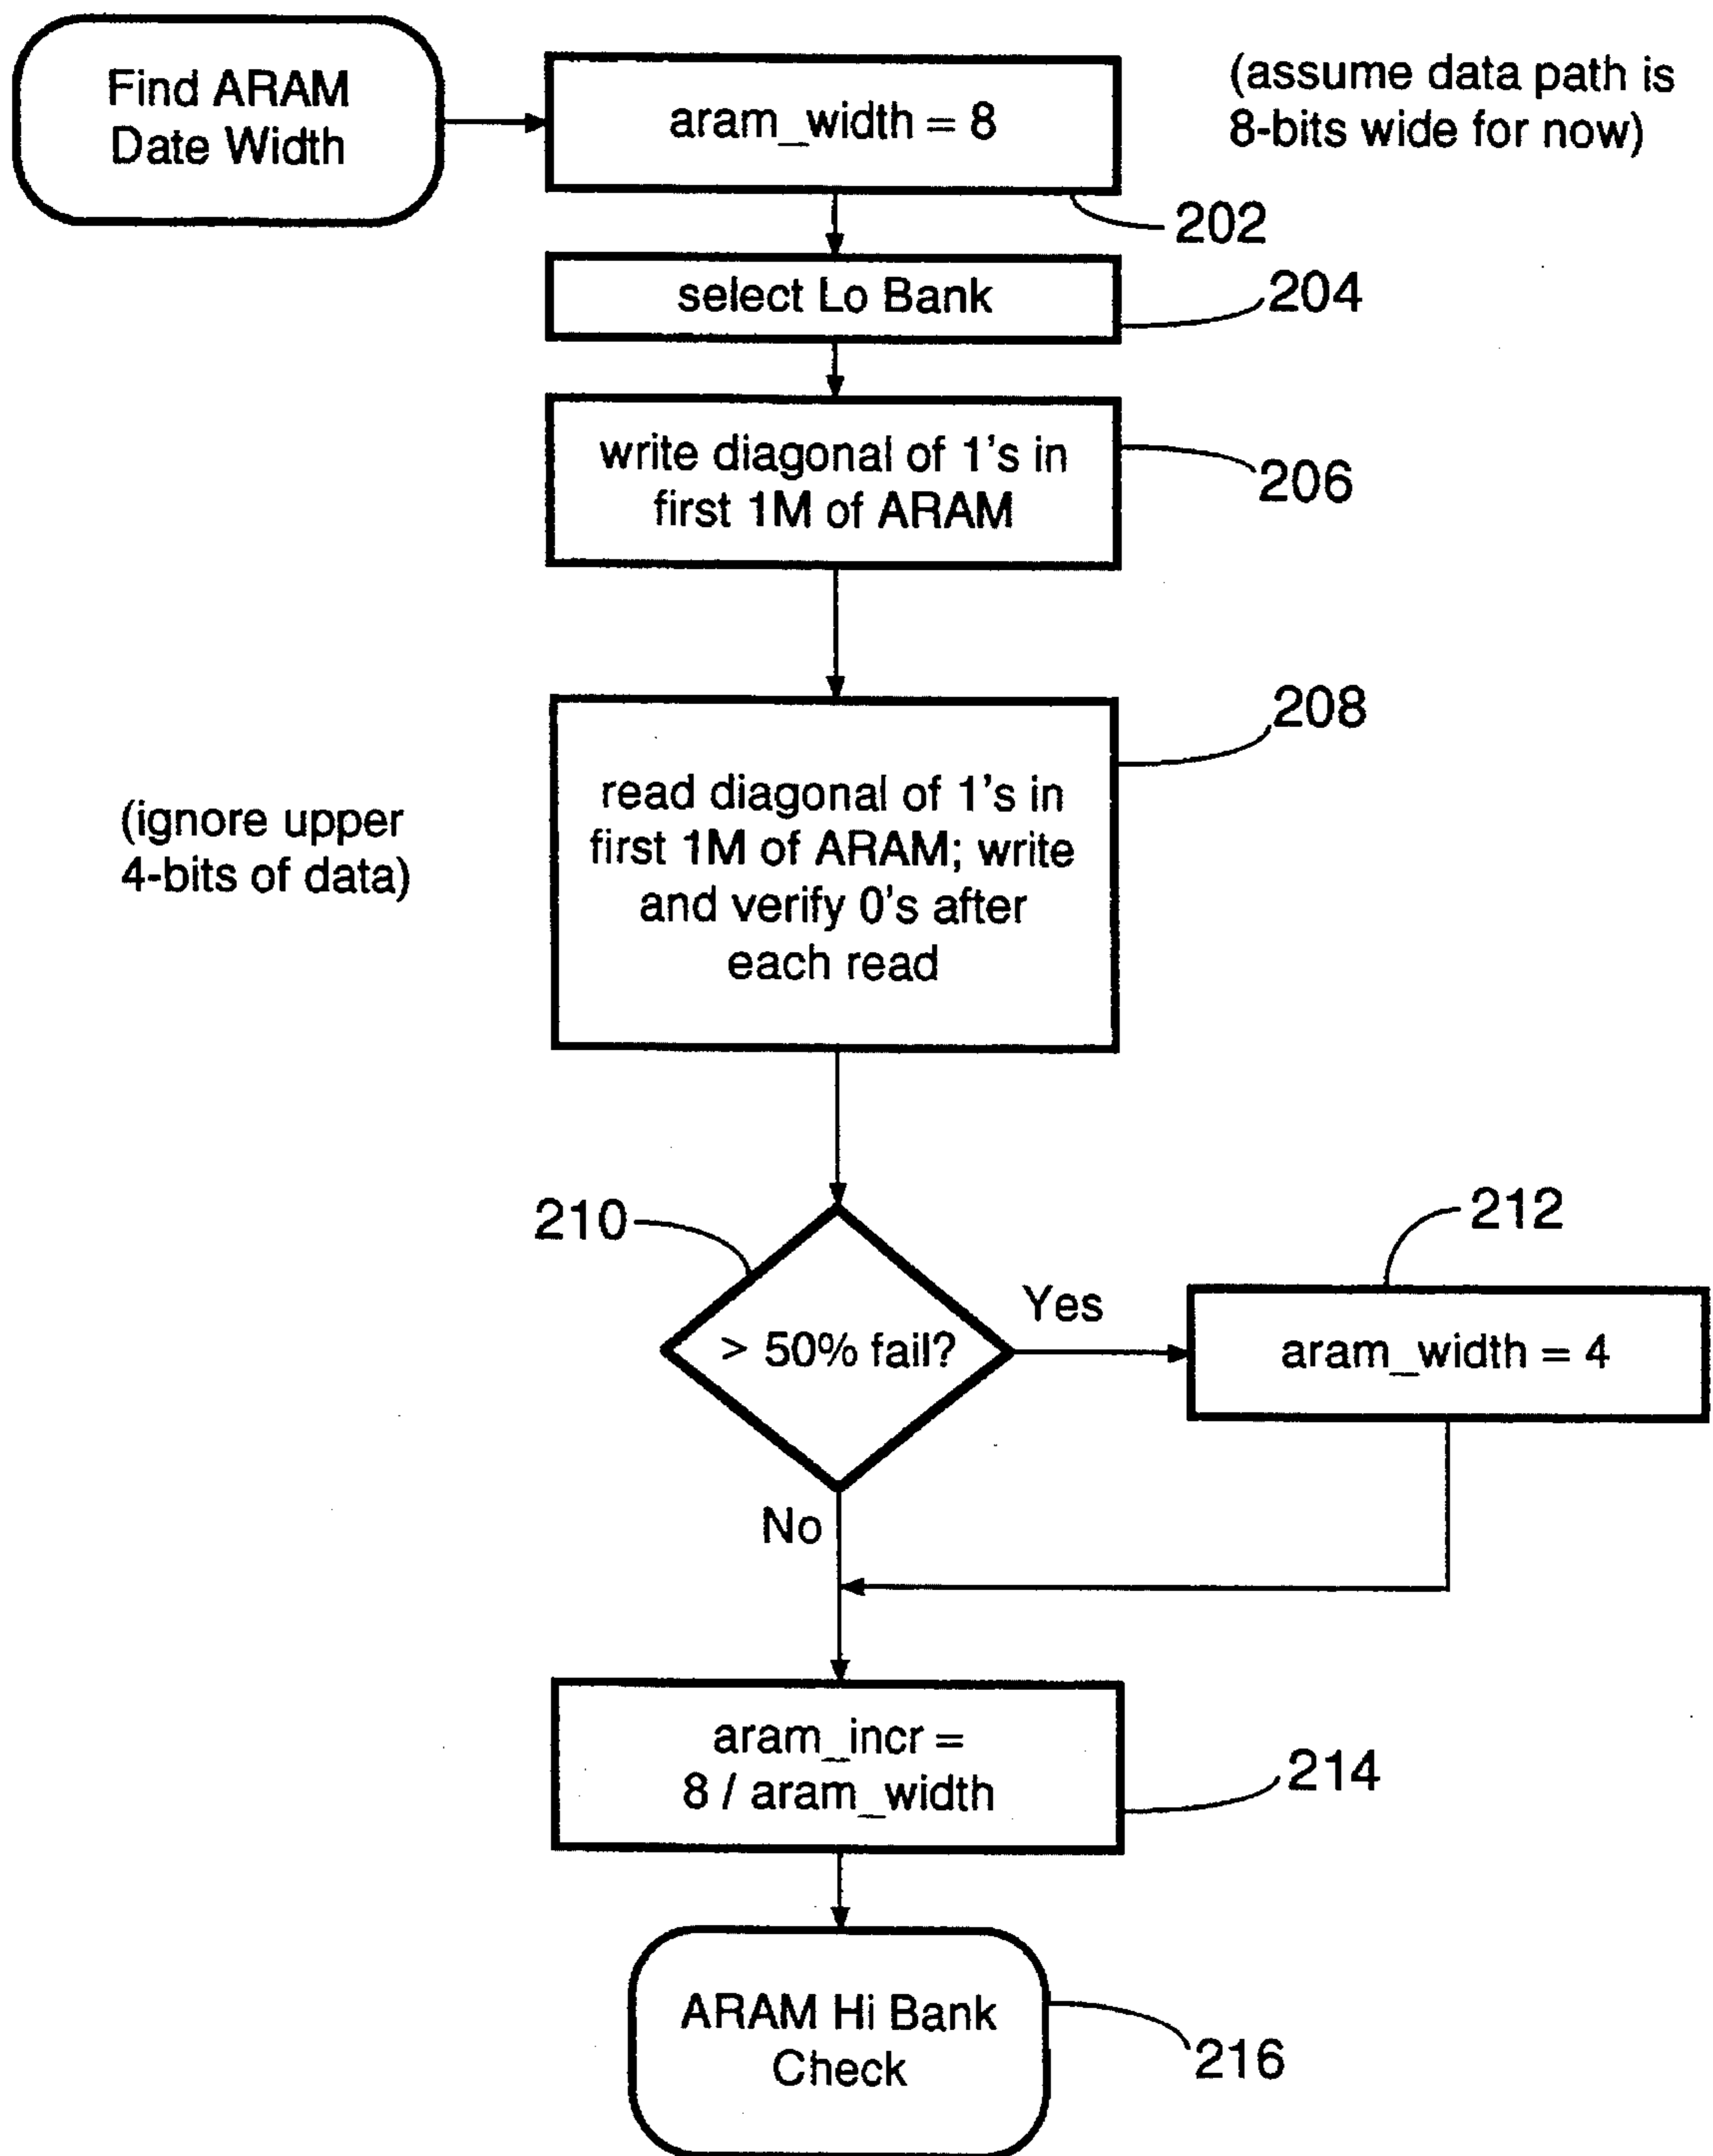 Find ARAM
Date Width
aram_width = 8
(assume data path is
8-bits wide for now)
202
select Lo Bank
204
write diagonal of 1's in
first 1M of ARAM
206
208
read diagonal of 1's in
first 1M of ARAM; write
and verify 0's after
each read
(ignore upper
4-bits of data)
210
> 50% fail?
Yes
212
aram_width = 4
No
aram_incr =
8 / aram_width
214
ARAM Hi Bank
Check
216